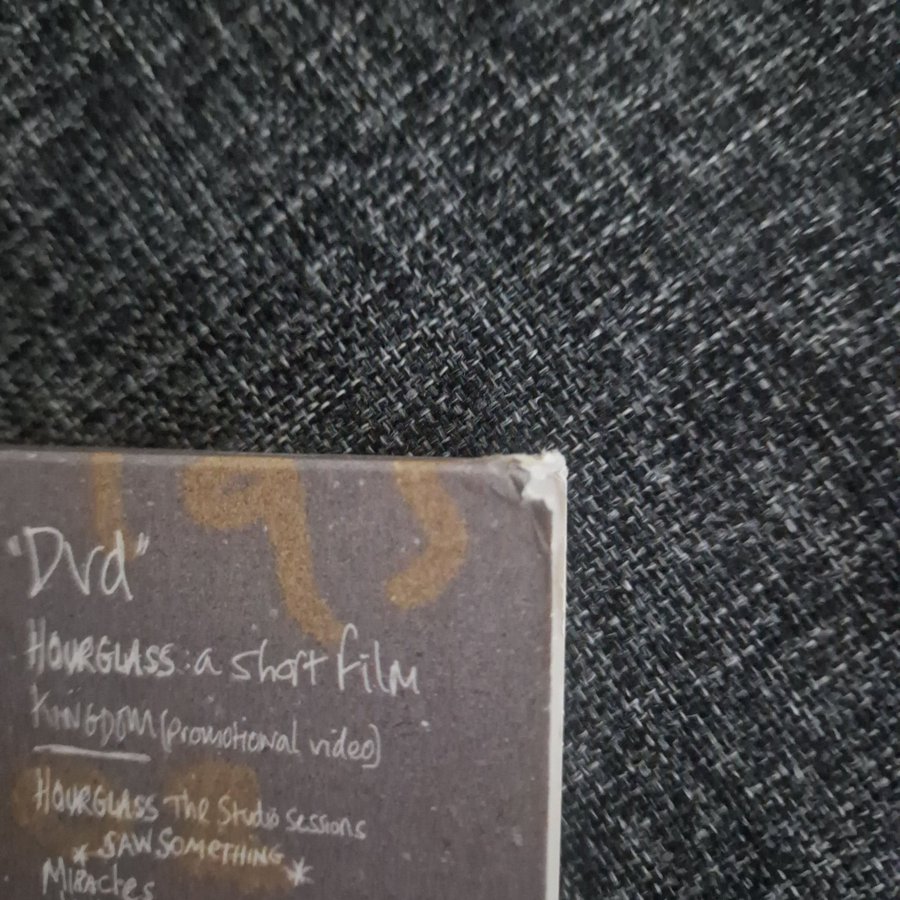 "Dvd"
HOURGLASS: a short film
KINGDOM (promotional video)
HOURGLASS The Studio sessions
* SAW SOMETHING *
MIRACLES